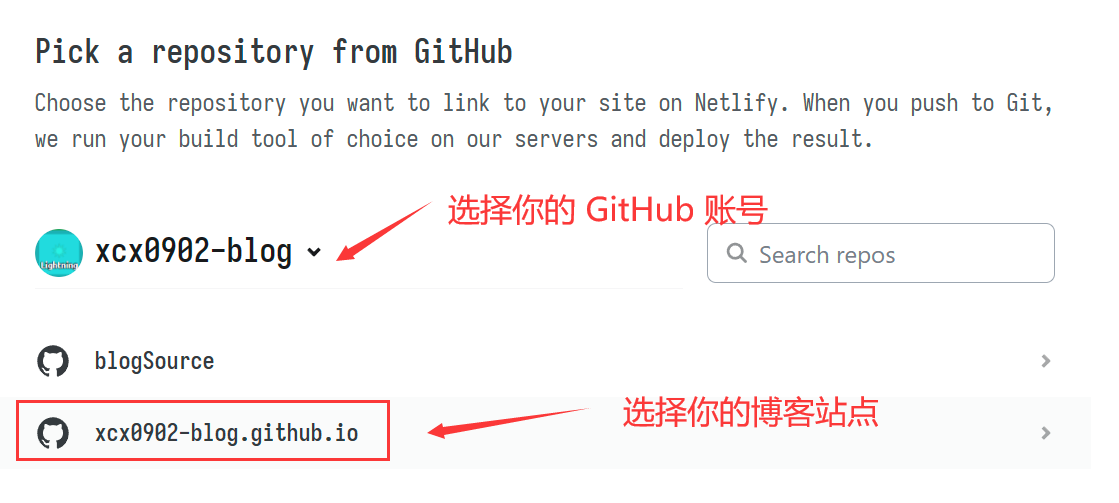 Pick a repository from GitHub
Choose the repository you want to link to your site on Netlify. When you push to Git,
we run your build tool of choice on our servers and deploy the result.
选择你的 GitHub 账号
Lightning
xcx0902-blog
Search repos
blogSource
选择你的博客站点
xcx0902-blog.github.io